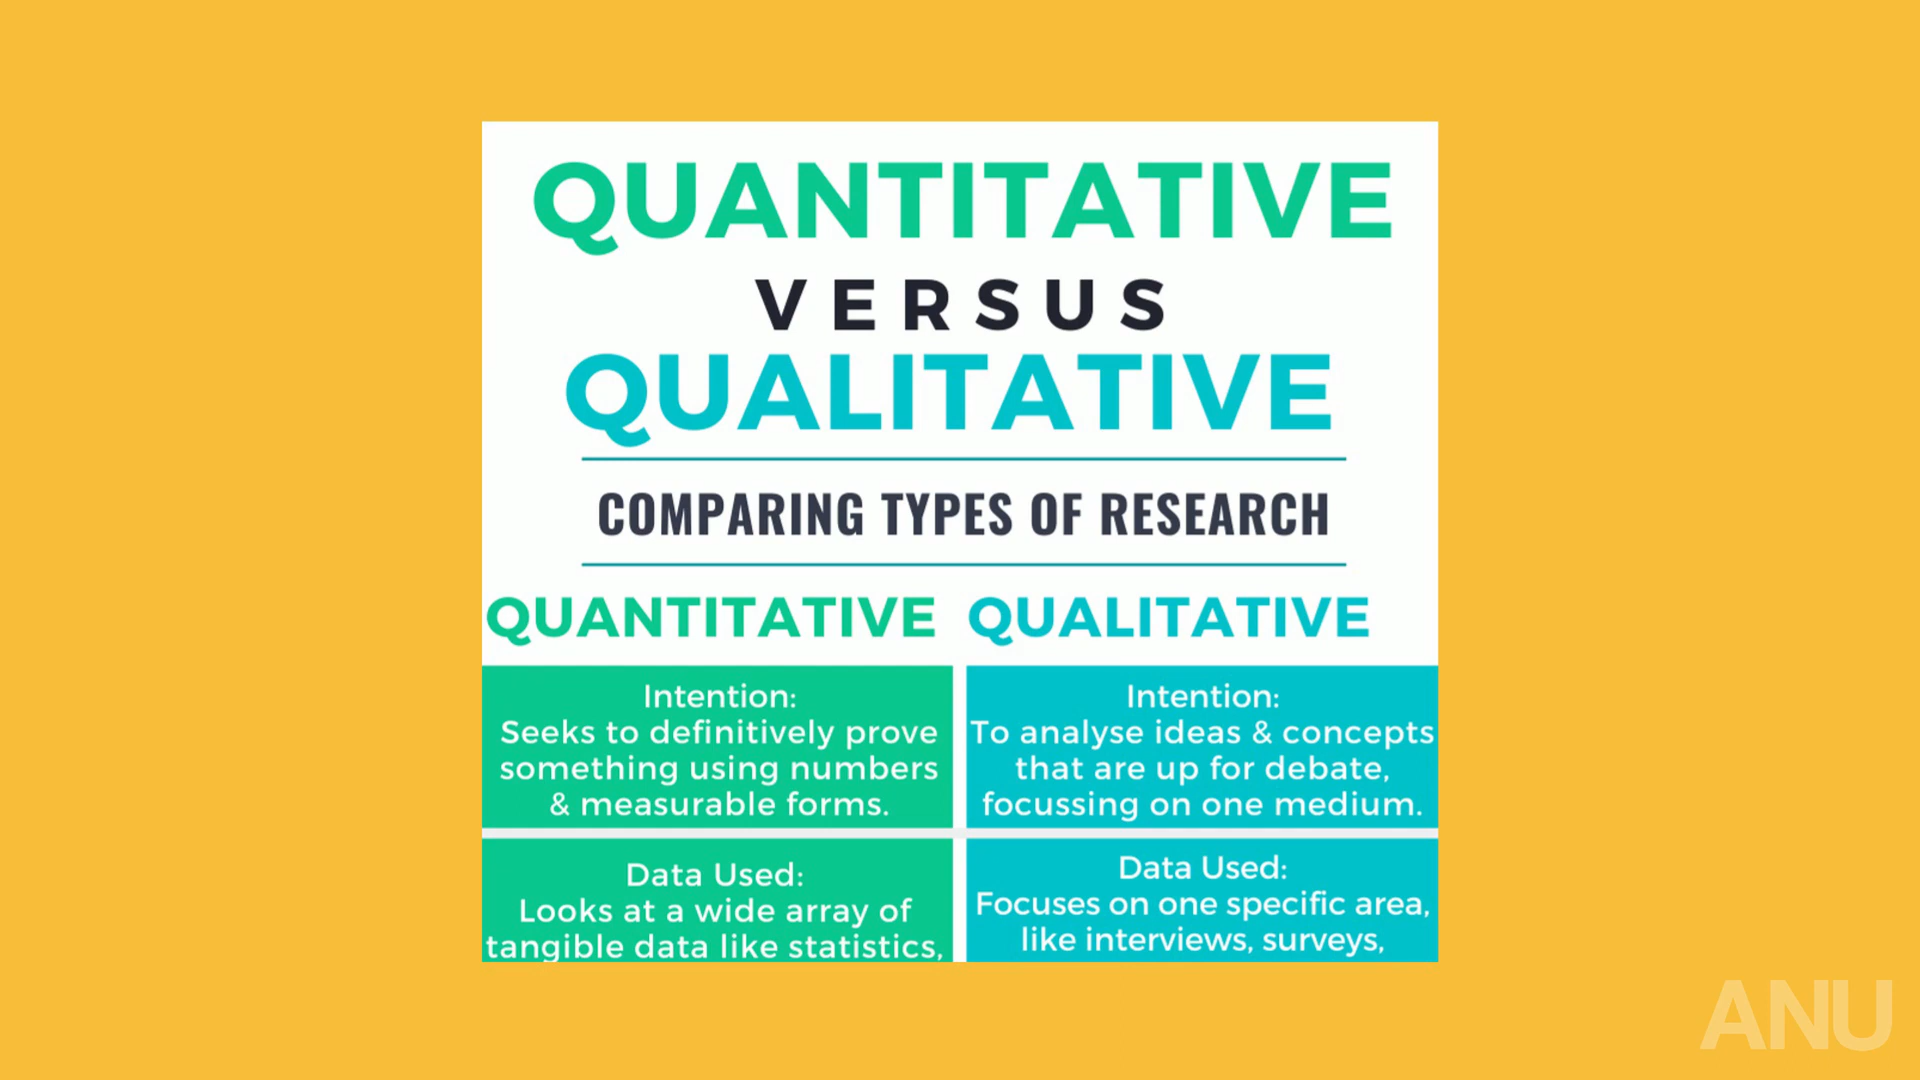 QUANTITATIVE
VERSUS
QUALITATIVE
COMPARING TYPES OF RESEARCH
QUANTITATIVE
Intention:
Seeks to definitively prove
something using numbers
& measurable forms.
Data Used:
Looks at a wide array of
tangible data like statistics,
QUALITATIVE
Intention:
To analyse ideas & concepts
that are up for debate,
focussing on one medium.
Data Used:
Focuses on one specific area,
like interviews, surveys,
ANU